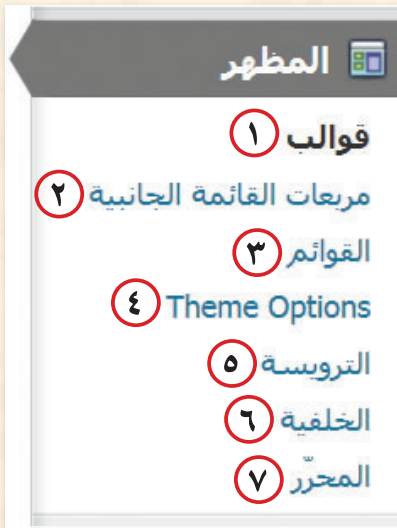 المظهر
قوالب ١
مربعات القائمة الجانبية ٢
القوائم ٣
Theme Options ٤
الترويسة ٥
الخلفية ٦
المحرّر ٧